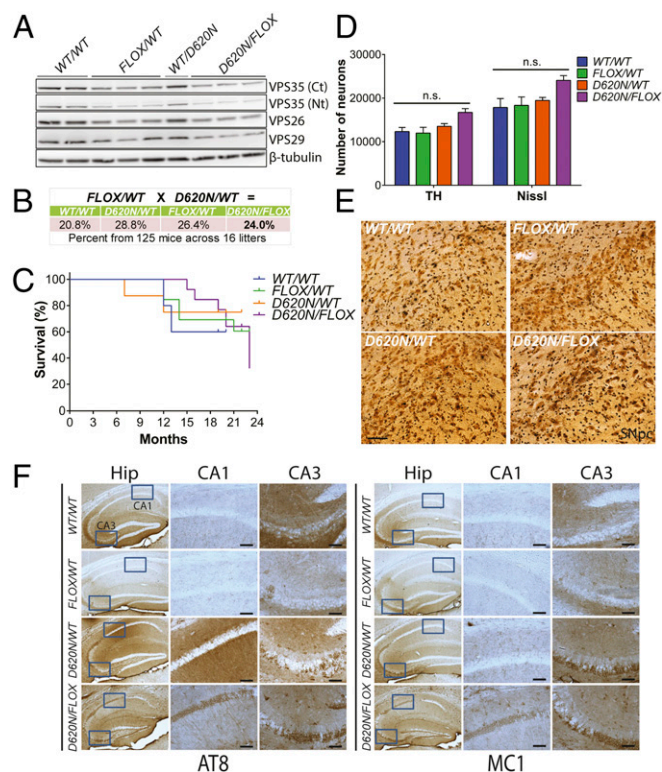 A
WT/WT FLOX/WT WT/D620N D620N/FLOX
VPS35 (Ct)
VPS35 (Nt)
VPS26
VPS29
β-tubulin
B
FLOX/WT X D620N/WT =
WT/WT D620N/WT FLOX/WT D620N/FLOX
20.8% 28.8% 26.4% 24.0%
Percent from 125 mice across 16 litters
C
Survival (%)
100
80
60
40
20
0
0 3 6 9 12 15 18 21 24
Months
WT/WT
FLOX/WT
D620N/WT
D620N/FLOX
D
Number of neurons
30000
20000
10000
0
n.s.
n.s.
TH Nissl
WT/WT
FLOX/WT
D620N/WT
D620N/FLOX
E
WT/WT FLOX/WT
D620N/WT D620N/FLOX
SNpc
F
Hip CA1 CA3 Hip CA1 CA3
WT/WT
CA1
CA3
WT/WT
FLOX/WT
FLOX/WT
D620N/WT
D620N/WT
D620N/FLOX
D620N/FLOX
AT8 MC1